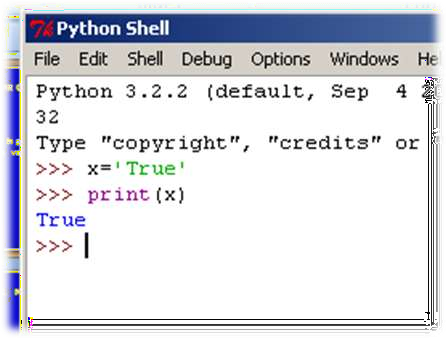 Python Shell
File Edit Shell Debug Options Windows
Python 3.2.2 (default, Sep 4
32
Type "copyright", "credits" or
>>> x='True'
>>> print(x)
True
>>>